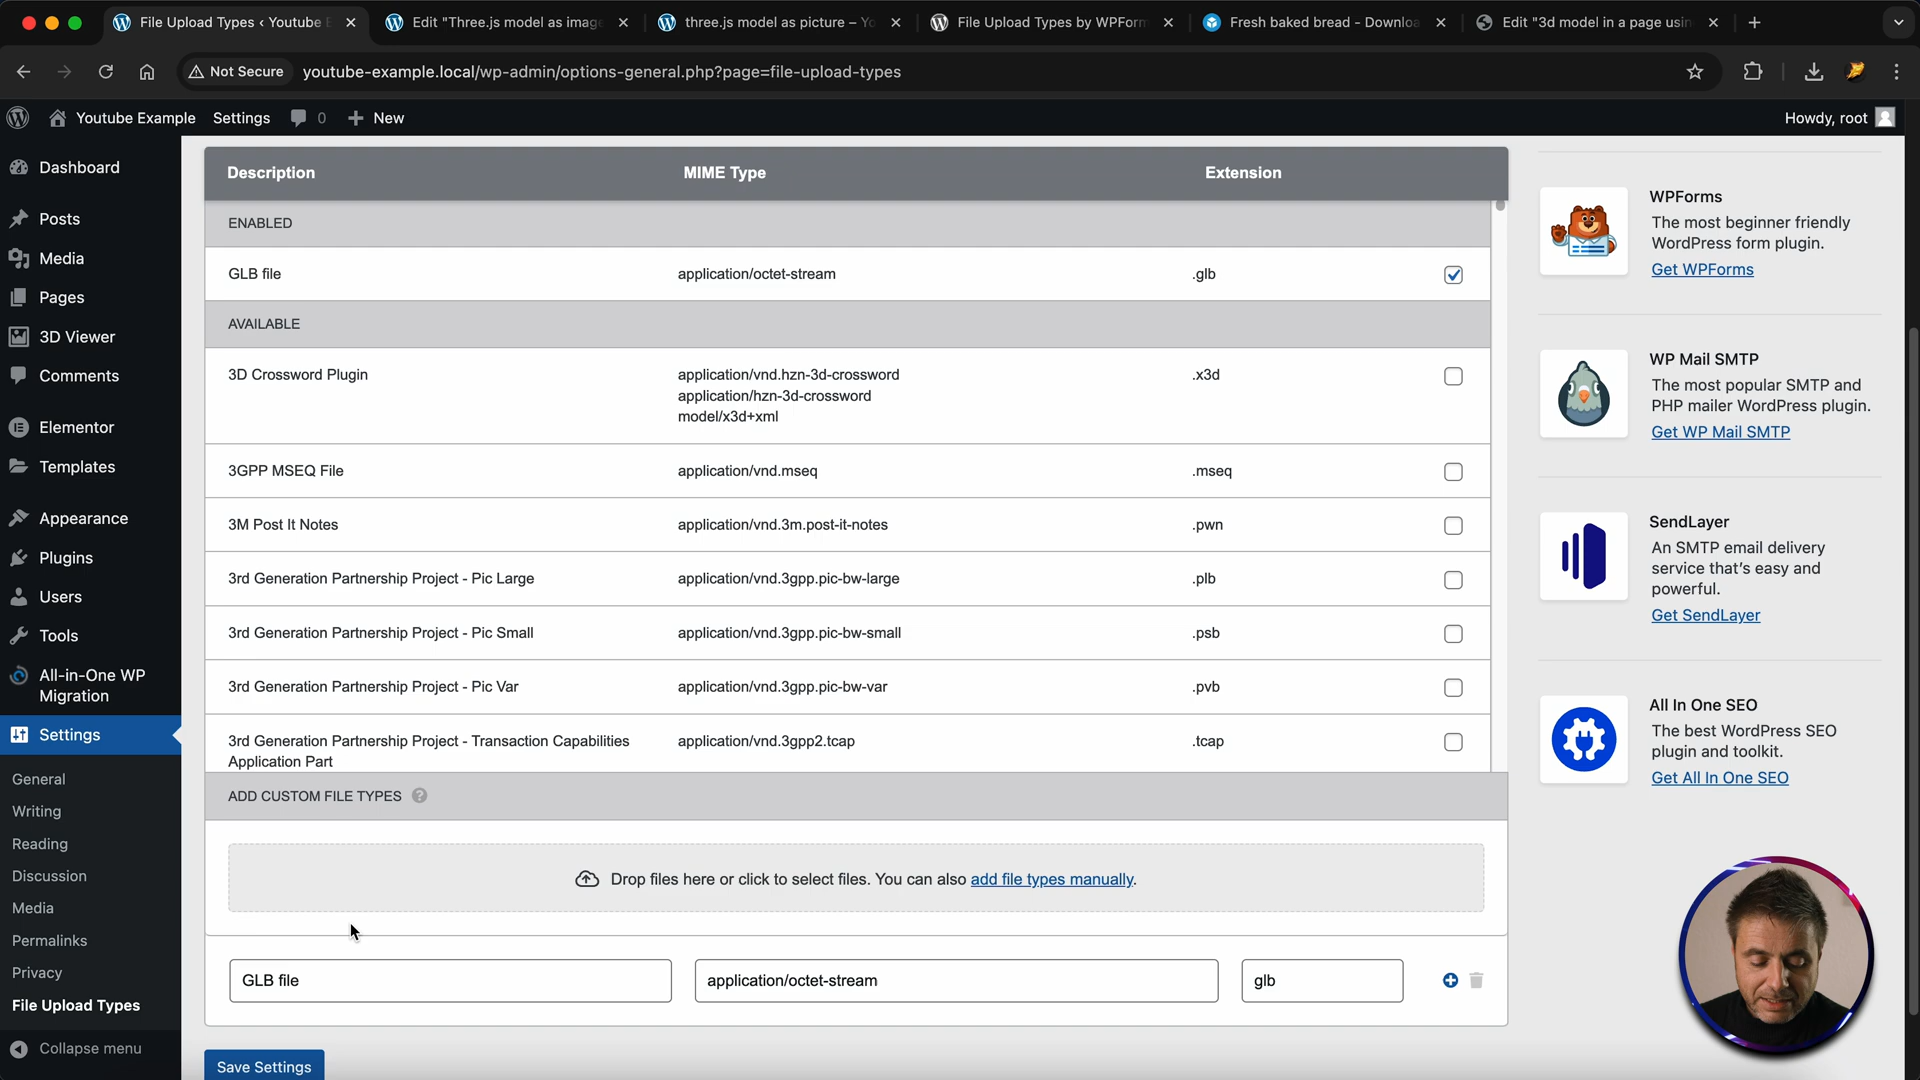 File Upload Types ‹ Youtube E
Edit "Three.js model as image
three.js model as picture – Yo
File Upload Types by WPForm
Fresh baked bread - Downloa
Edit "3d model in a page usin
Not Secure
youtube-example.local/wp-admin/options-general.php?page=file-upload-types
Youtube Example
Settings
0
New
Howdy, root
Dashboard
Posts
Media
Pages
3D Viewer
Comments
Elementor
Templates
Appearance
Plugins
Users
Tools
All-in-One WP
Migration
Settings
General
Writing
Reading
Discussion
Media
Permalinks
Privacy
File Upload Types
Collapse menu
Description MIME Type Extension
ENABLED
GLB file application/octet-stream .glb
AVAILABLE
3D Crossword Plugin application/vnd.hzn-3d-crossword .x3d
application/hzn-3d-crossword
model/x3d+xml
3GPP MSEQ File application/vnd.mseq .mseq
3M Post It Notes application/vnd.3m.post-it-notes .pwn
3rd Generation Partnership Project - Pic Large application/vnd.3gpp.pic-bw-large .plb
3rd Generation Partnership Project - Pic Small application/vnd.3gpp.pic-bw-small .psb
3rd Generation Partnership Project - Pic Var application/vnd.3gpp.pic-bw-var .pvb
3rd Generation Partnership Project - Transaction Capabilities application/vnd.3gpp2.tcap .tcap
Application Part
ADD CUSTOM FILE TYPES ?
Drop files here or click to select files. You can also add file types manually.
GLB file application/octet-stream glb
Save Settings
WPForms
The most beginner friendly
WordPress form plugin.
Get WPForms
WP Mail SMTP
The most popular SMTP and
PHP mailer WordPress plugin.
Get WP Mail SMTP
SendLayer
An SMTP email delivery
service that's easy and
powerful.
Get SendLayer
All In One SEO
The best WordPress SEO
plugin and toolkit.
Get All In One SEO